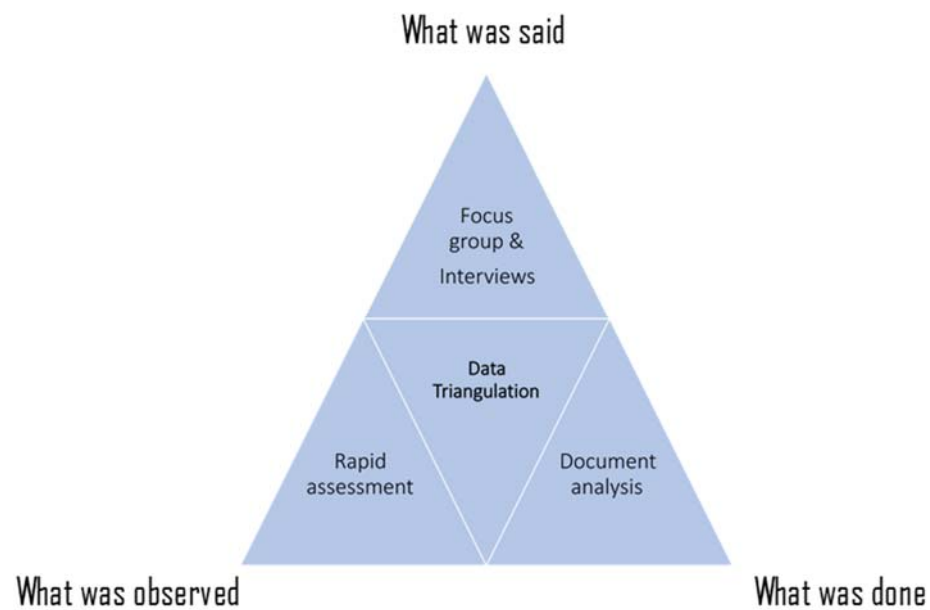 What was said
Focus
group &
Interviews
Data
Triangulation
Rapid
assessment
Document
analysis
What was observed
What was done